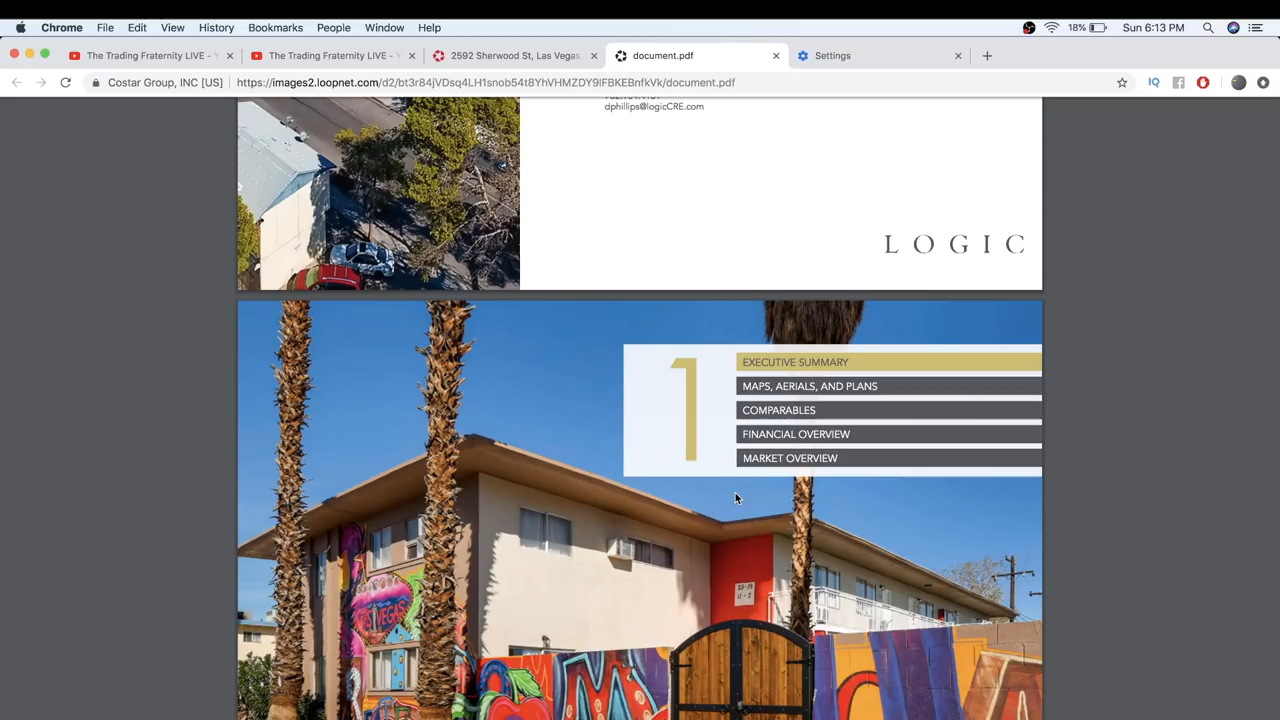 Chrome File Edit View History Bookmarks People Window Help 18% Sun 6:13 PM
The Trading Fraternity LIVE - Y
The Trading Fraternity LIVE - Y
2592 Sherwood St, Las Vegas,
document.pdf
Settings
Costar Group, INC [US] https://images2.loopnet.com/d2/bt3r84jVDsq4LH1snob54t8YhVHMZDY9lFBKEBnfkVk/document.pdf
IQ
dphillips@logicCRE.com
LOGIC
1
EXECUTIVE SUMMARY
MAPS, AERIALS, AND PLANS
COMPARABLES
FINANCIAL OVERVIEW
MARKET OVERVIEW
VEGAS